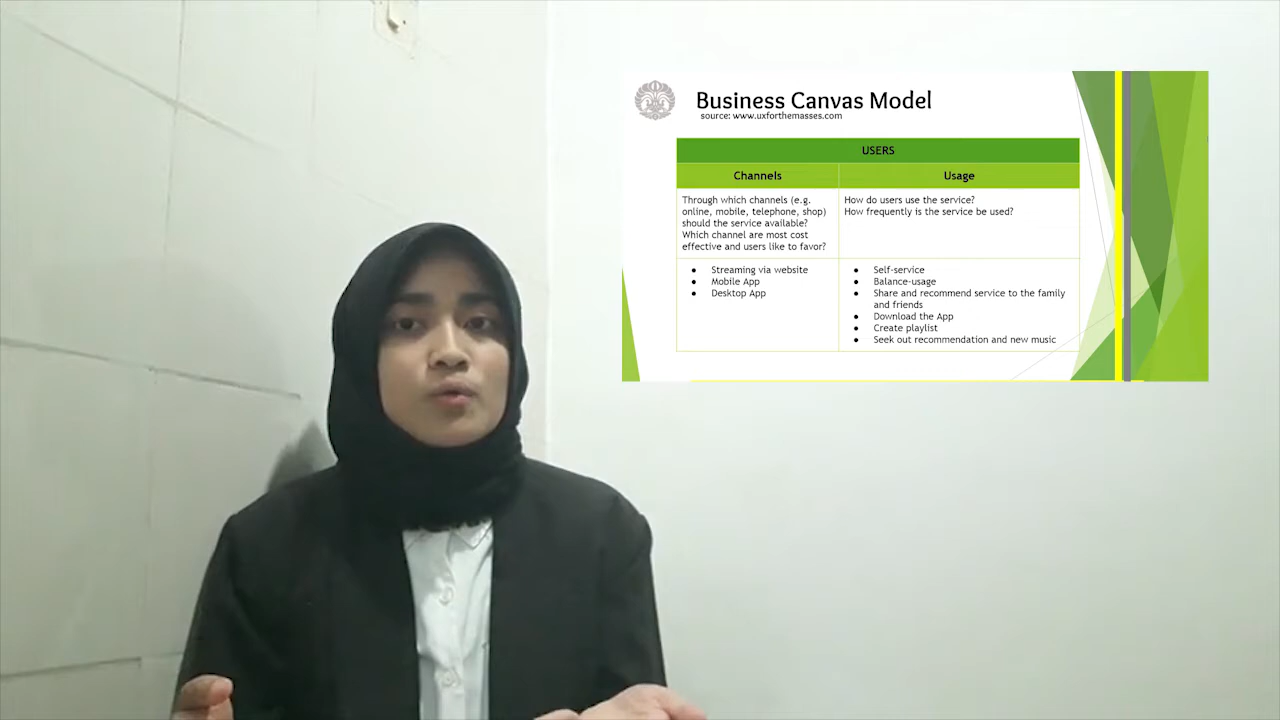 Business Canvas Model
source: www.uxforthemasses.com
USERS
Channels
Usage
Through which channels (e.g.
online, mobile, telephone, shop)
should the service available?
Which channel are most cost
effective and users like to favor?
How do users use the service?
How frequently is the service be used?
● Streaming via website
● Mobile App
● Desktop App
● Self-service
● Balance-usage
● Share and recommend service to the family
and friends
● Download the App
● Create playlist
● Seek out recommendation and new music